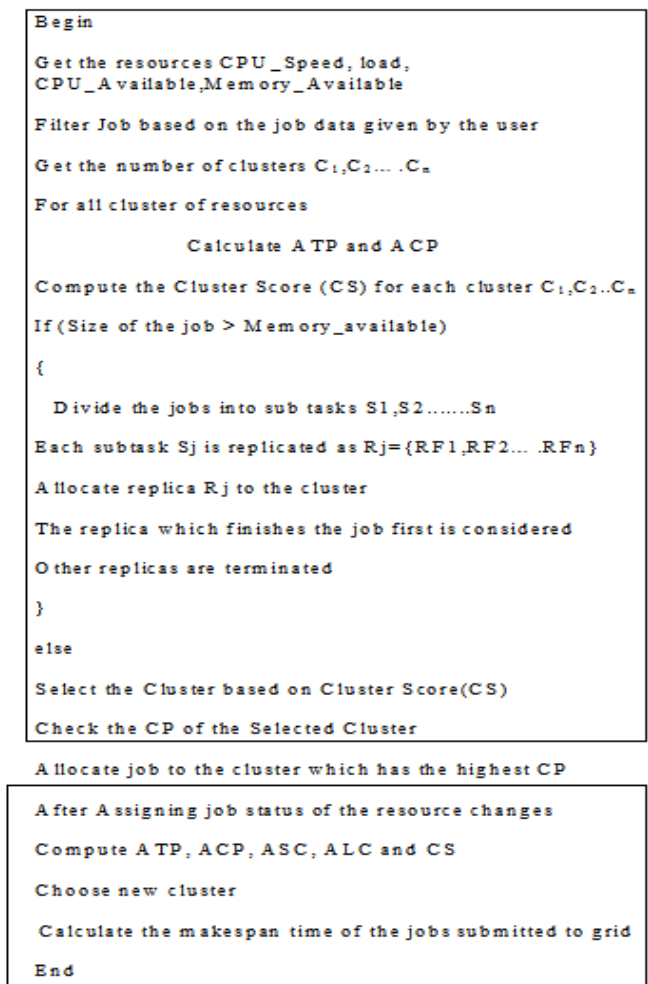 Begin
Get the resources CPU_Speed, load,
CPU_Available,Memory_Available
Filter Job based on the job data given by the user
Get the number of clusters C₁,C₂... .Cₙ
For all cluster of resources
Calculate ATP and ACP
Compute the Cluster Score (CS) for each cluster C₁,C₂..Cₙ
If (Size of the job > Memory_available)
{
Divide the jobs into sub tasks S1,S2.......Sn
Each subtask Sj is replicated as Rj={RF1,RF2... .RFn}
Allocate replica Rj to the cluster
The replica which finishes the job first is considered
Other replicas are terminated
}
else
Select the Cluster based on Cluster Score(CS)
Check the CP of the Selected Cluster
Allocate job to the cluster which has the highest CP
After Assigning job status of the resource changes
Compute ATP, ACP, ASC, ALC and CS
Choose new cluster
Calculate the makespan time of the jobs submitted to grid
End